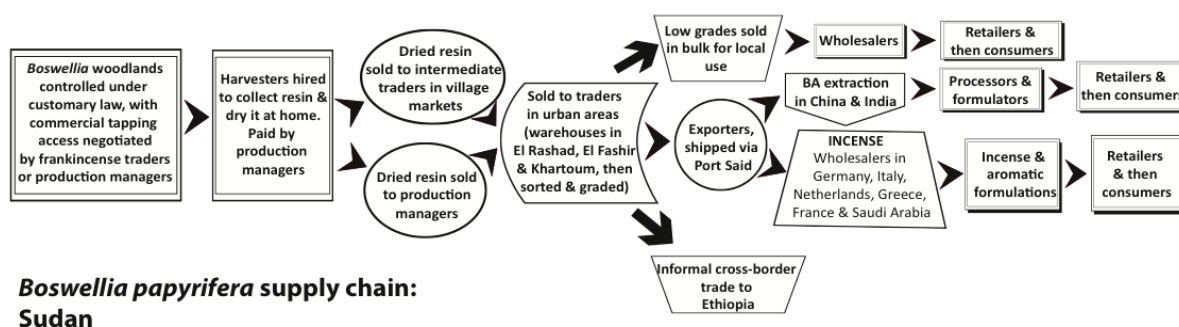 Boswellia woodlands
controlled under
customary law, with
commercial tapping
access negotiated
by frankincense traders
or production managers
Harvesters hired
to collect resin &
dry it at home.
Paid by
production
managers
Dried resin
sold to intermediate
traders in village
markets
Dried resin sold
to production
managers
Sold to traders
in urban areas
(warehouses in
El Rashad, El Fashir
& Khartoum, then
sorted & graded)
Low grades sold
in bulk for local
use
Wholesalers
Retailers &
then consumers
Exporters,
shipped via
Port Said
BA extraction
in China & India
Processors &
formulators
Retailers &
then consumers
INCENSE
Wholesalers in
Germany, Italy,
Netherlands, Greece,
France & Saudi Arabia
Incense &
aromatic
formulations
Retailers
& then
consumers
Informal cross-border
trade to
Ethiopia
Boswellia papyrifera supply chain:
Sudan